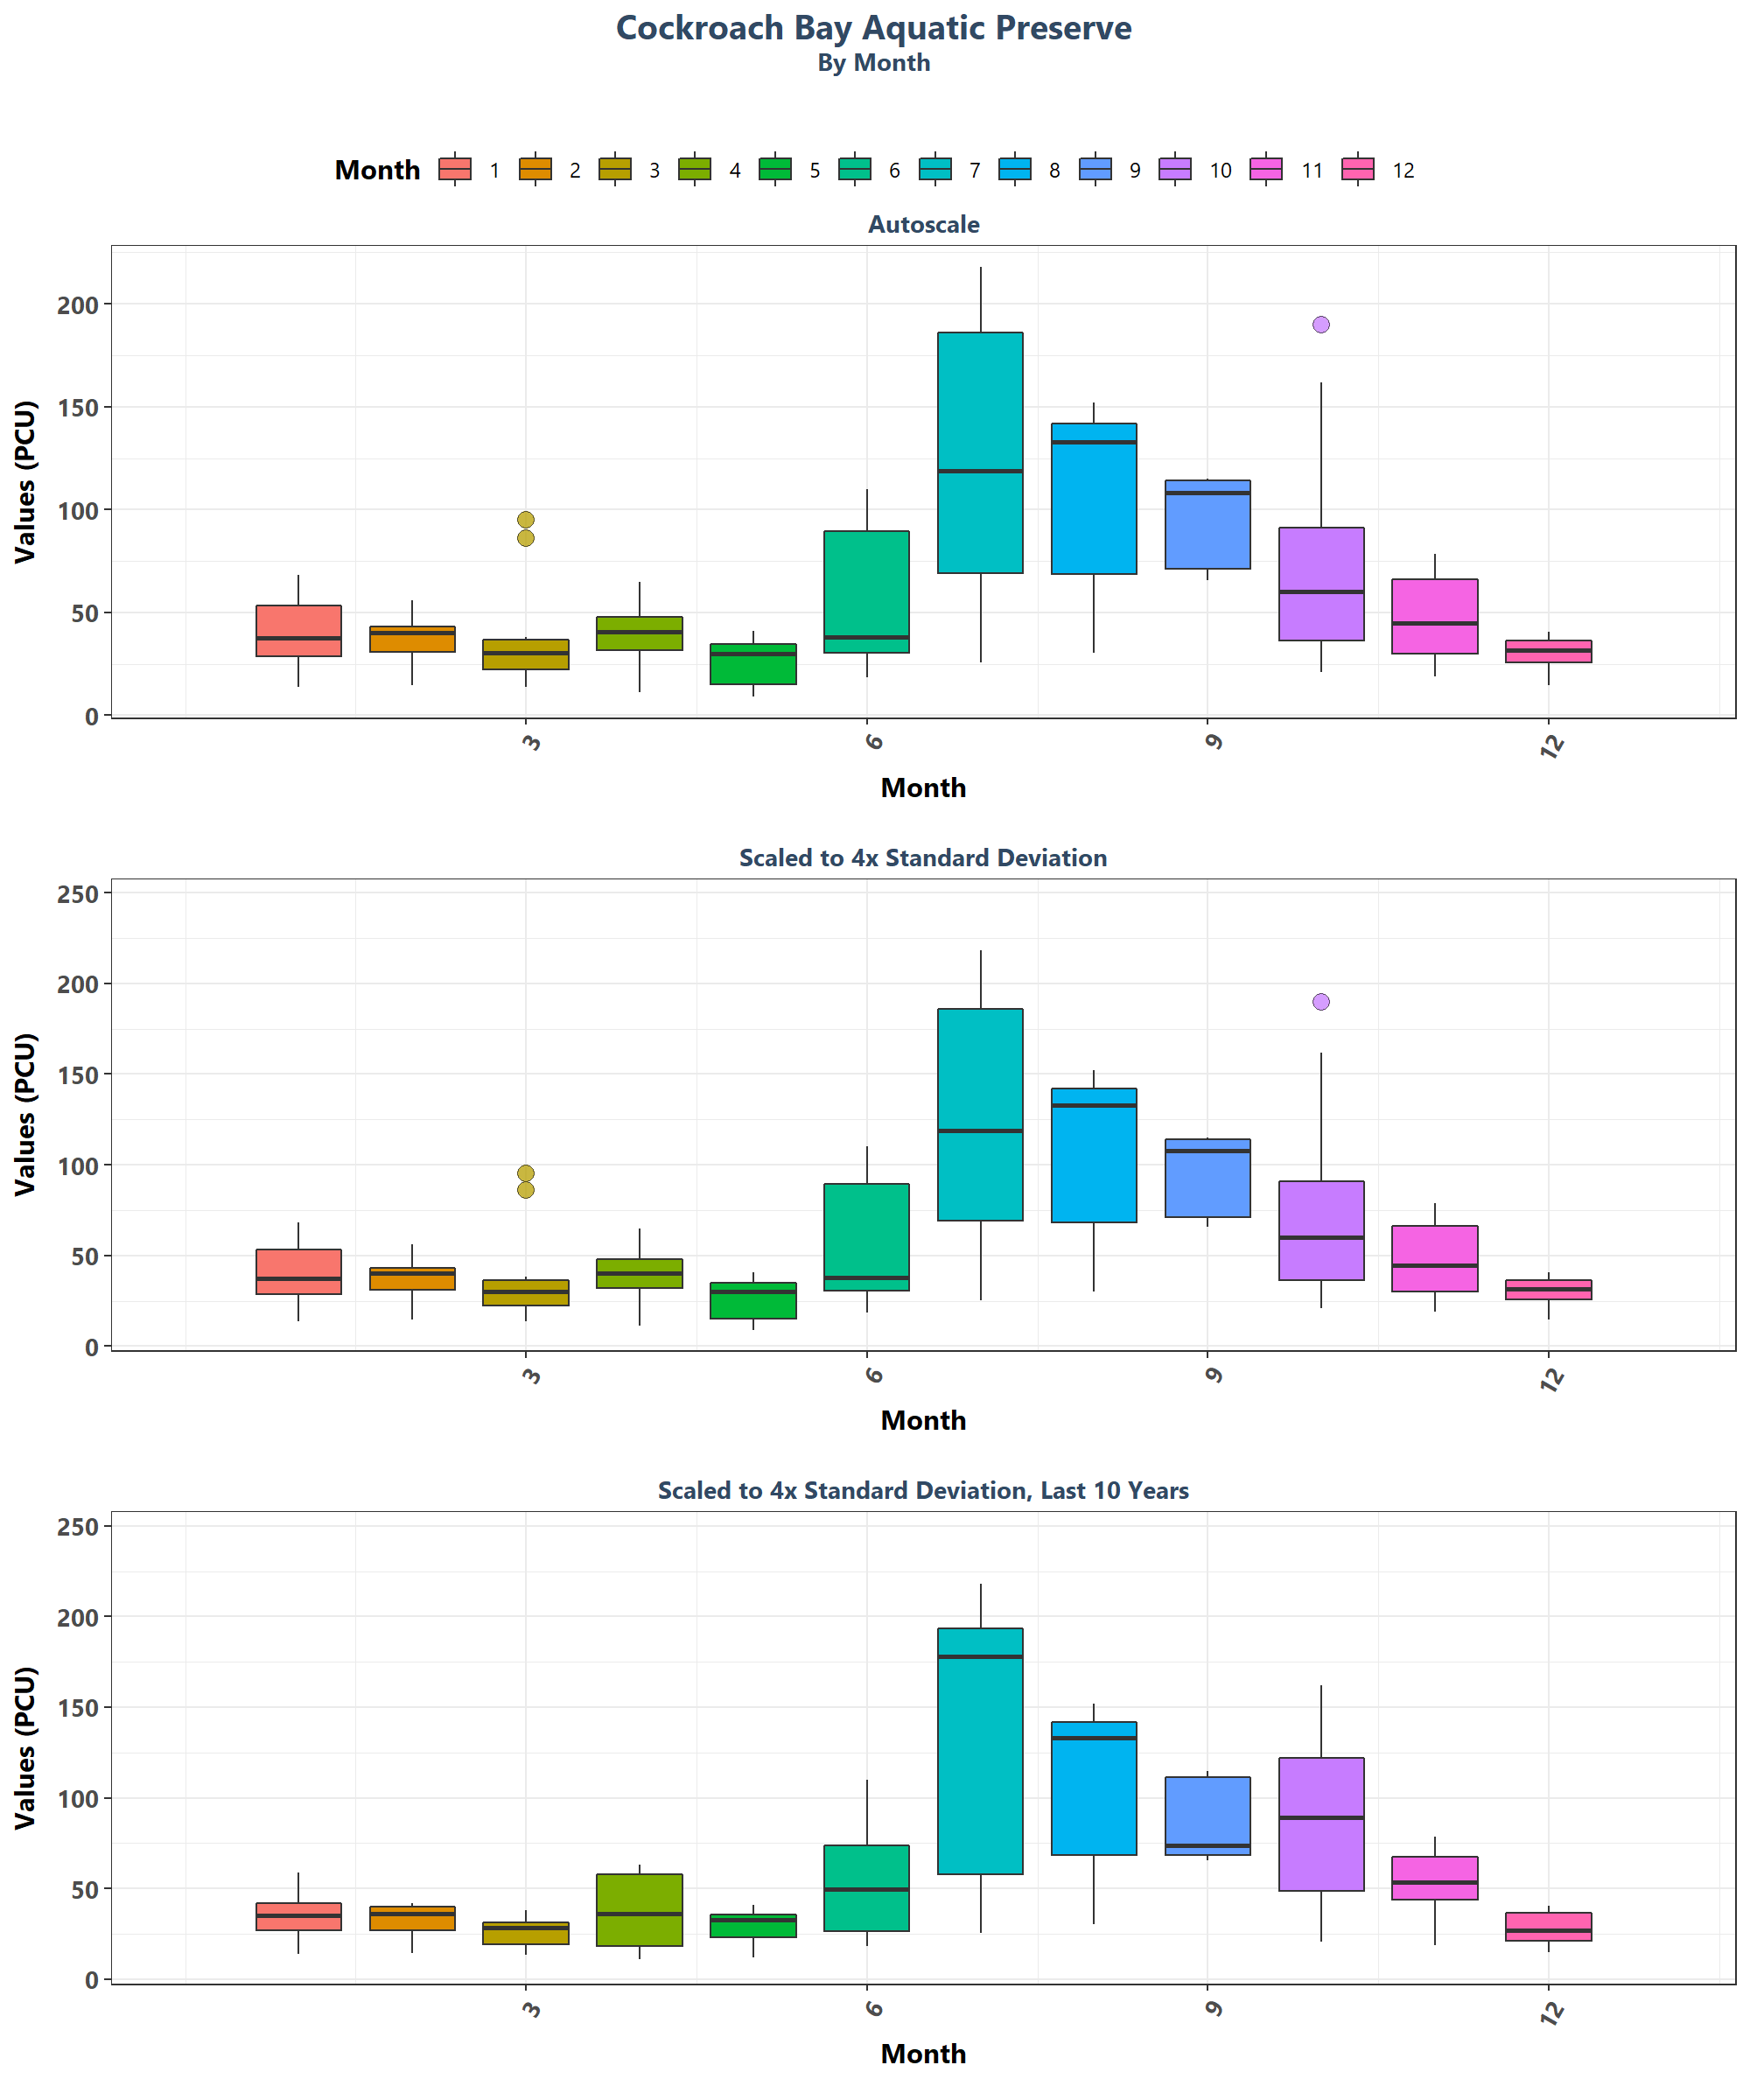 Cockroach Bay Aquatic Preserve
By Month
Month 1 2 3 4 5 6 7 8 9 10 11 12
Autoscale
Values (PCU)
200
150
100
50
0
3 6 9 12
Month
Scaled to 4x Standard Deviation
Values (PCU)
250
200
150
100
50
0
3 6 9 12
Month
Scaled to 4x Standard Deviation, Last 10 Years
Values (PCU)
250
200
150
100
50
0
3 6 9 12
Month